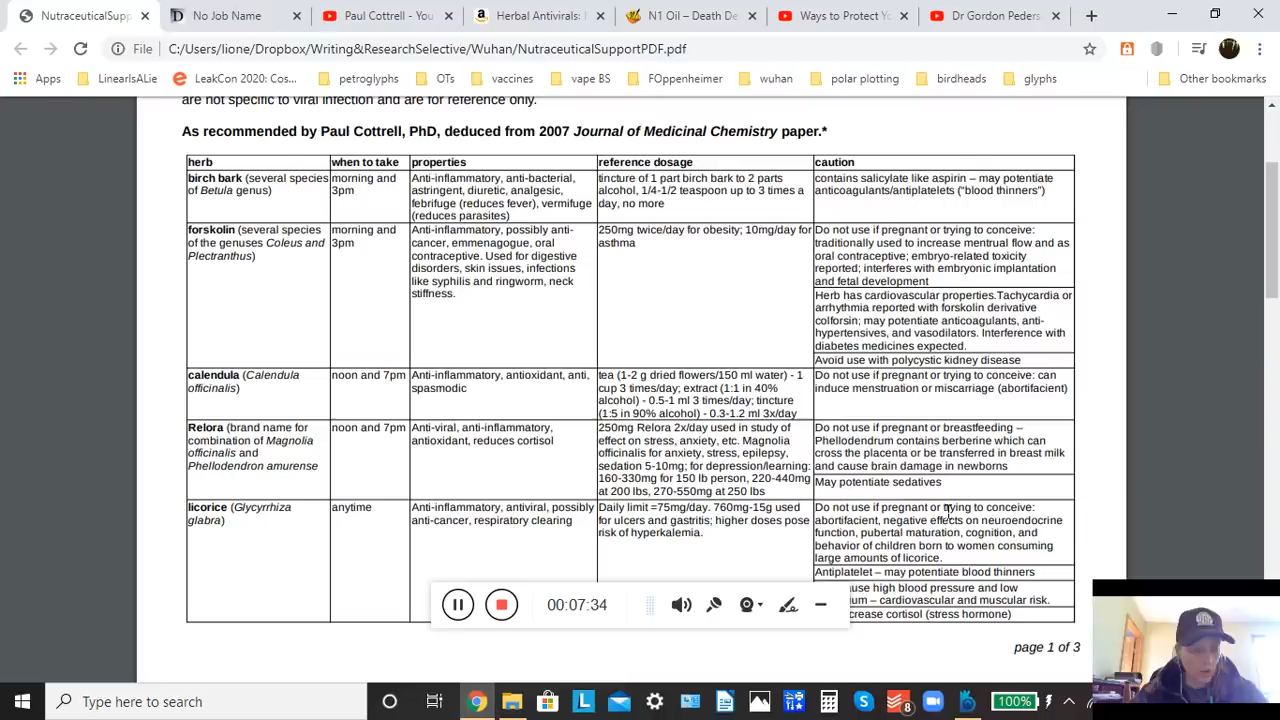 NutraceuticalSupp
No Job Name
Paul Cottrell - You
Herbal Antivirals: 
N1 Oil – Death De
Ways to Protect Yo
Dr Gordon Peders
File
C:/Users/lione/Dropbox/Writing&ResearchSelective/Wuhan/NutraceuticalSupportPDF.pdf
Apps
LinearIsALie
LeakCon 2020: Cos...
petroglyphs
OTs
vaccines
vape BS
FOppenheimer
wuhan
polar plotting
birdheads
glyphs
Other bookmarks
are not specific to viral infection and are for reference only.
As recommended by Paul Cottrell, PhD, deduced from 2007 Journal of Medicinal Chemistry paper.*
herb
when to take
properties
reference dosage
caution
birch bark (several species
of Betula genus)
morning and
3pm
Anti-inflammatory, anti-bacterial,
astringent, diuretic, analgesic,
febrifuge (reduces fever), vermifuge
(reduces parasites)
tincture of 1 part birch bark to 2 parts
alcohol, 1/4-1/2 teaspoon up to 3 times a
day, no more
contains salicylate like aspirin – may potentiate
anticoagulants/antiplatelets (“blood thinners”)
forskolin (several species
of the genuses Coleus and
Plectranthus)
morning and
3pm
Anti-inflammatory, possibly anti-
cancer, emmenagogue, oral
contraceptive. Used for digestive
disorders, skin issues, infections
like syphilis and ringworm, neck
stiffness.
250mg twice/day for obesity; 10mg/day for
asthma
Do not use if pregnant or trying to conceive:
traditionally used to increase mentrual flow and as
oral contraceptive; embryo-related toxicity
reported; interferes with embryonic implantation
and fetal development
Herb has cardiovascular properties.Tachycardia or
arrhythmia reported with forskolin derivative
colforsin; may potentiate anticoagulants, anti-
hypertensives, and vasodilators. Interference with
diabetes medicines expected.
Avoid use with polycystic kidney disease
calendula (Calendula
officinalis)
noon and 7pm
Anti-inflammatory, antioxidant, anti,
spasmodic
tea (1-2 g dried flowers/150 ml water) - 1
cup 3 times/day; extract (1:1 in 40%
alcohol) - 0.5-1 ml 3 times/day; tincture
(1:5 in 90% alcohol) - 0.3-1.2 ml 3x/day
Do not use if pregnant or trying to conceive: can
induce menstruation or miscarriage (abortifacient)
Relora (brand name for
combination of Magnolia
officinalis and
Phellodendron amurense
noon and 7pm
Anti-viral, anti-inflammatory,
antioxidant, reduces cortisol
250mg Relora 2x/day used in study of
effect on stress, anxiety, etc. Magnolia
officinalis for anxiety, stress, epilepsy,
sedation 5-10mg; for depression/learning:
160-330mg for 150 lb person, 220-440mg
at 200 lbs, 270-550mg at 250 lbs
Do not use if pregnant or breastfeeding –
Phellodendrum contains berberine which can
cross the placenta or be transferred in breast milk
and cause brain damage in newborns
May potentiate sedatives
licorice (Glycyrrhiza
glabra)
anytime
Anti-inflammatory, antiviral, possibly
anti-cancer, respiratory clearing
Daily limit =75mg/day. 760mg-15g used
for ulcers and gastritis; higher doses pose
risk of hyperkalemia.
Do not use if pregnant or trying to conceive:
abortifacient, negative effects on neuroendocrine
function, pubertal maturation, cognition, and
behavior of children born to women consuming
large amounts of licorice.
Antiplatelet – may potentiate blood thinners
high blood pressure and low
– cardiovascular and muscular risk.
cortisol (stress hormone)
00:07:34
page 1 of 3
Type here to search
8
100%